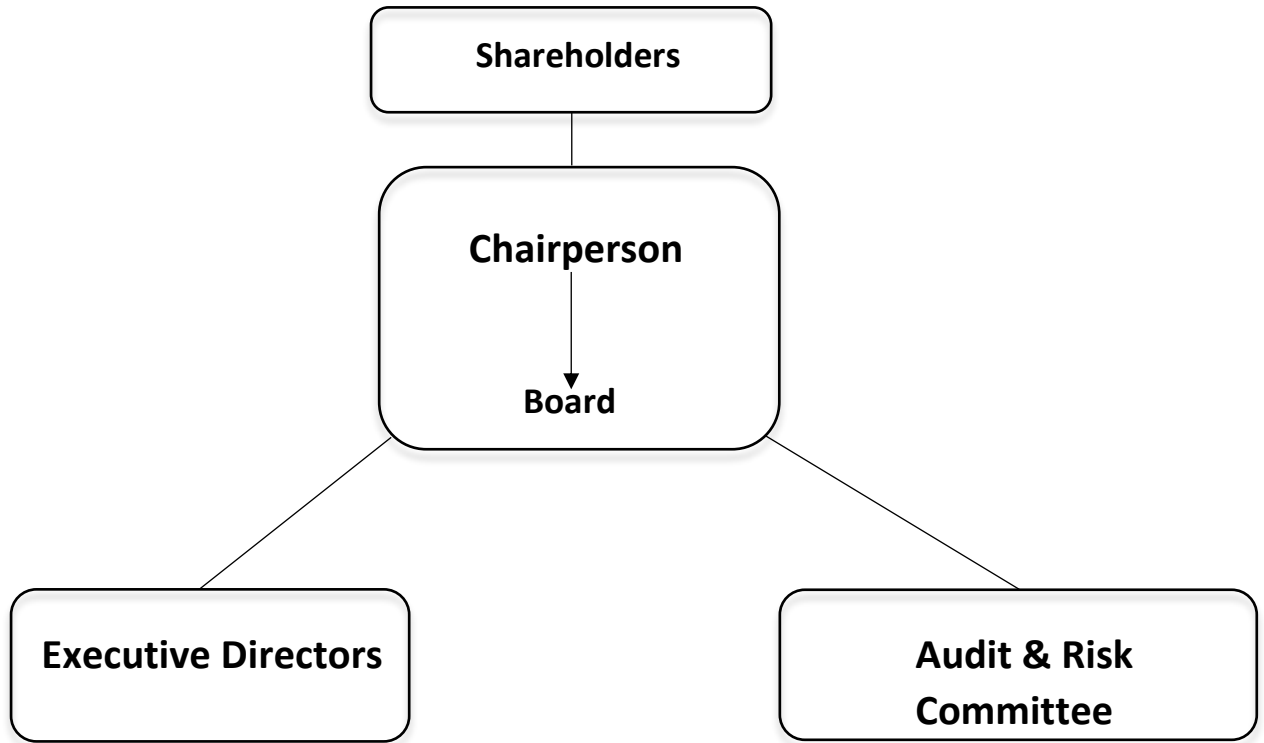 Shareholders
Chairperson
Board
Executive Directors
Audit & Risk
Committee